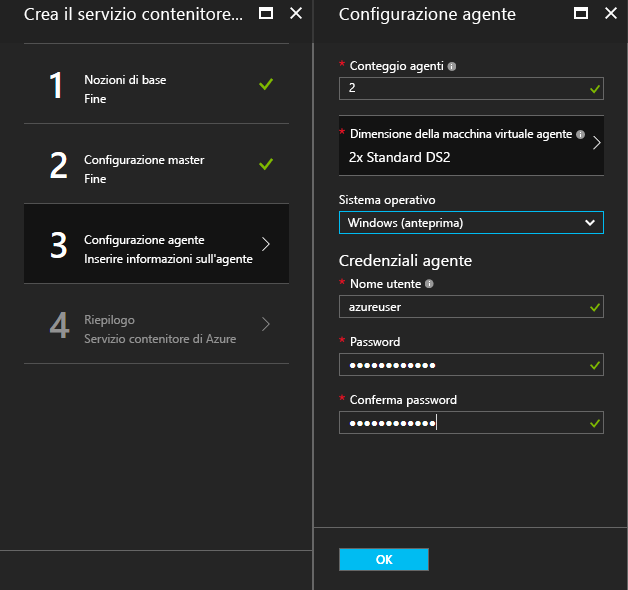 Crea il servizio contenitore...
1
Nozioni di base
Fine
2
Configurazione master
Fine
3
Configurazione agente
Inserire informazioni sull'agente
4
Riepilogo
Servizio contenitore di Azure
Configurazione agente
* Conteggio agenti
2
* Dimensione della macchina virtuale agente
2x Standard DS2
Sistema operativo
Windows (anteprima)
Credenziali agente
* Nome utente
azureuser
* Password
●●●●●●●●●●●●
* Conferma password
●●●●●●●●●●●●
OK